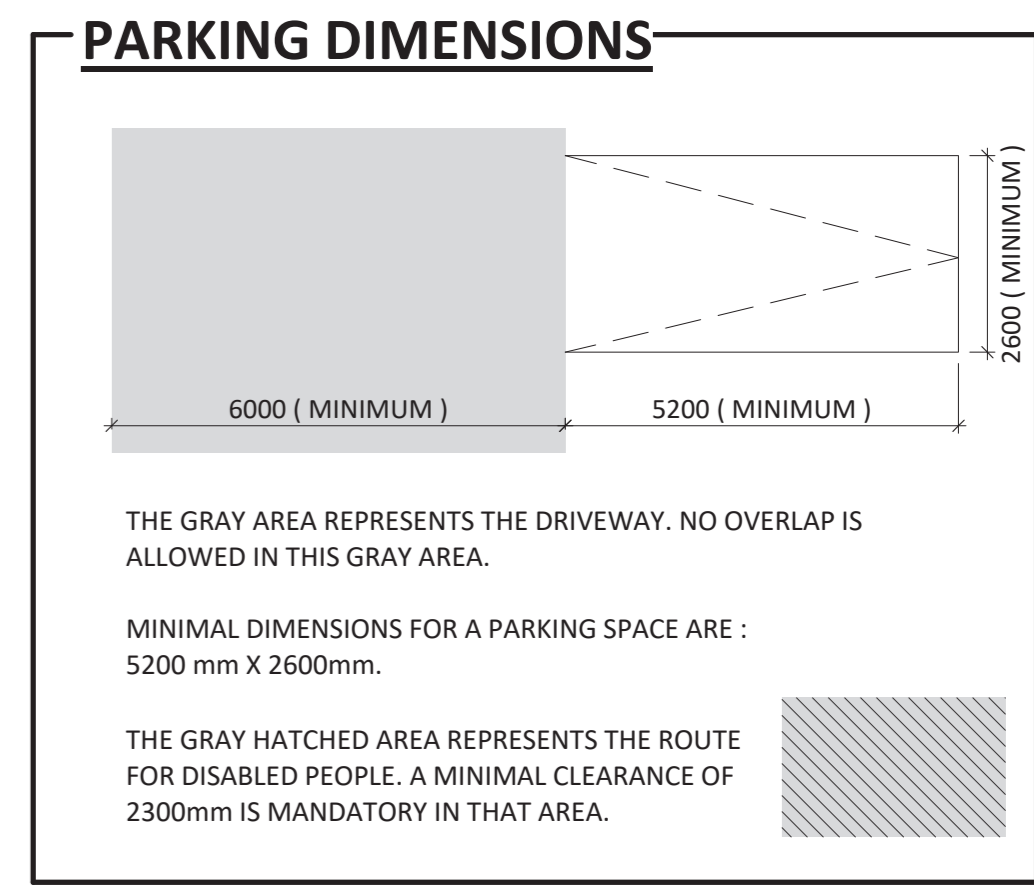 PARKING DIMENSIONS
2600 ( MINIMUM )
6000 ( MINIMUM )
5200 ( MINIMUM )
THE GRAY AREA REPRESENTS THE DRIVEWAY. NO OVERLAP IS
ALLOWED IN THIS GRAY AREA.
MINIMAL DIMENSIONS FOR A PARKING SPACE ARE :
5200 mm X 2600mm.
THE GRAY HATCHED AREA REPRESENTS THE ROUTE
FOR DISABLED PEOPLE. A MINIMAL CLEARANCE OF
2300mm IS MANDATORY IN THAT AREA.